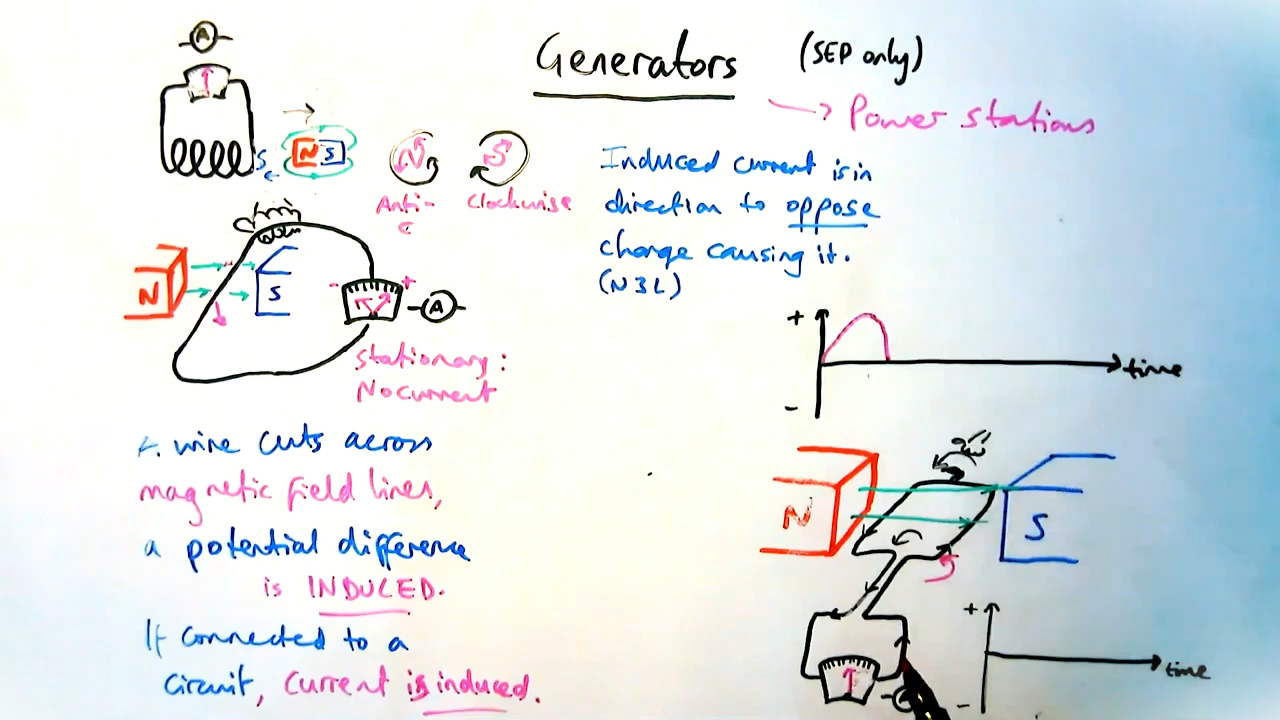 Generators
(SEP only)
→ Power stations
A
N S
S
N
S
Anti-
c
Clockwise
Induced current is in
direction to oppose
change causing it.
(N3L)
N
S
- +
A
Stationary:
No current
wire cuts across
magnetic field lines,
a potential difference
is INDUCED.
If connected to a
circuit, current is induced.
+
-
time
N
S
+
-
time